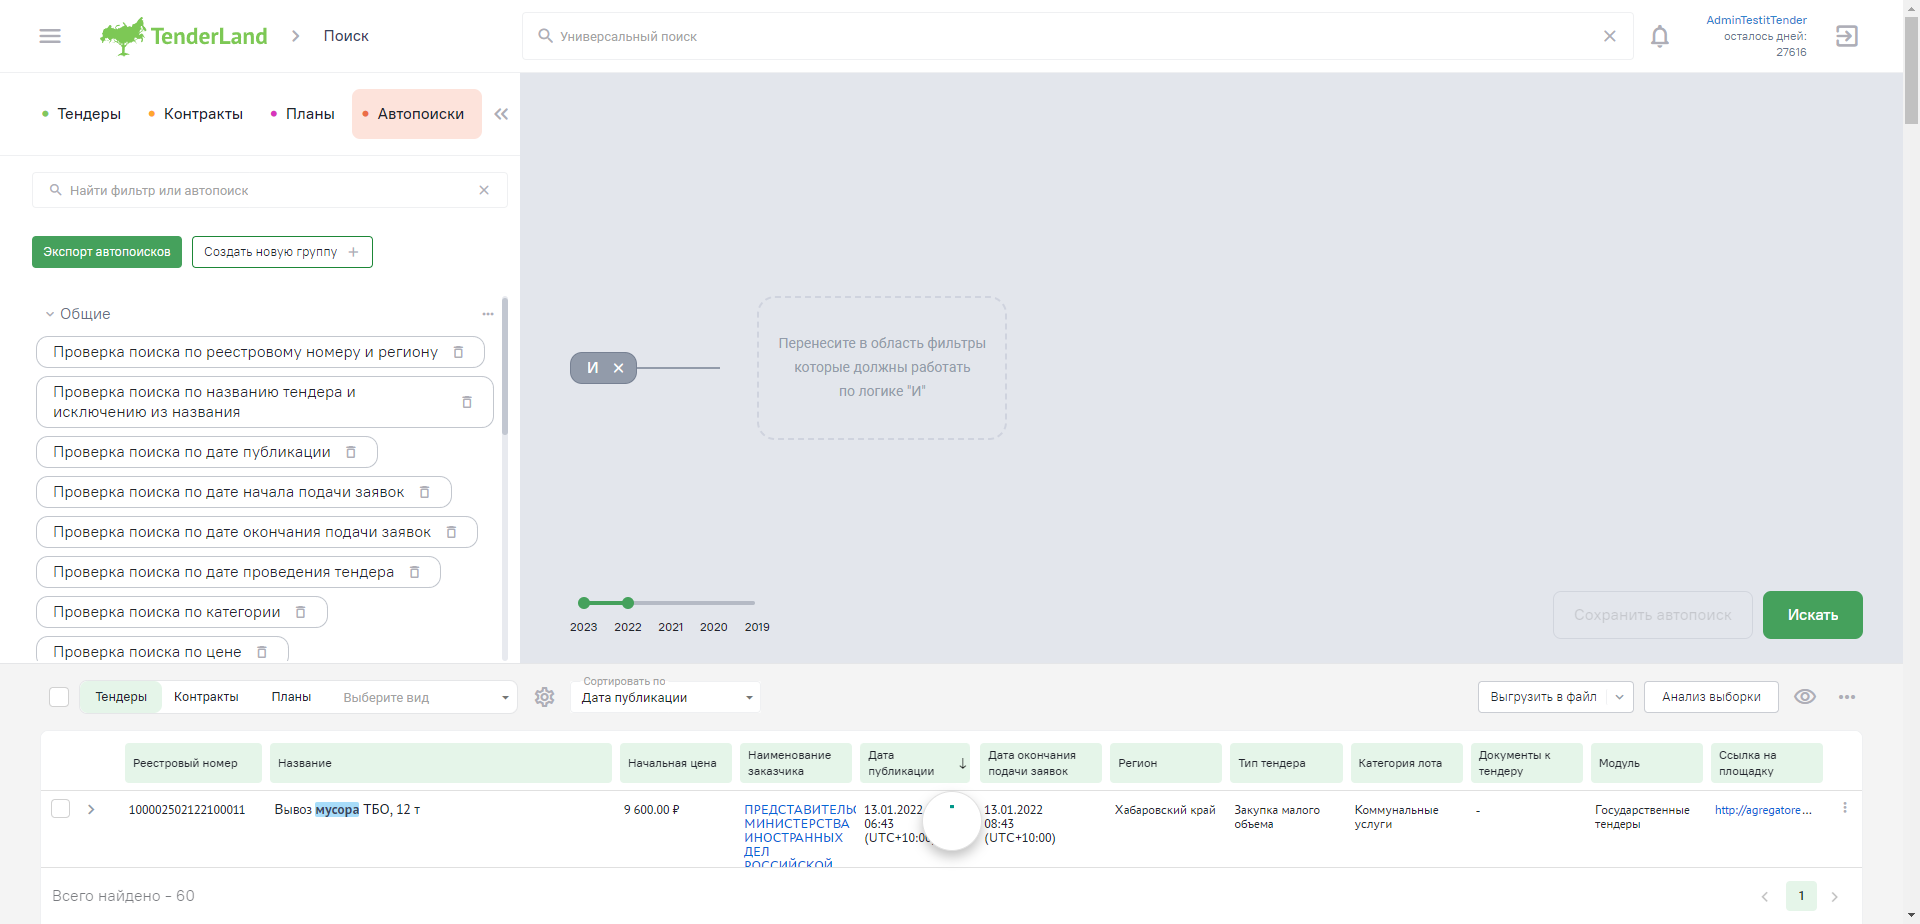 TenderLand
Поиск
Универсальный поиск
AdminTestitTender
осталось дней:
27616
Тендеры
Контракты
Планы
Автопоиски
Найти фильтр или автопоиск
Экспорт автопоисков
Создать новую группу
Общие
Проверка поиска по реестровому номеру и региону
Проверка поиска по названию тендера и
исключению из названия
Проверка поиска по дате публикации
Проверка поиска по дате начала подачи заявок
Проверка поиска по дате окончания подачи заявок
Проверка поиска по дате проведения тендера
Проверка поиска по категории
Проверка поиска по цене
И
Перенесите в область фильтры
которые должны работать
по логике "И"
2023 2022 2021 2020 2019
Сохранить автопоиск
Искать
Тендеры
Контракты
Планы
Выберите вид
Сортировать по
Дата публикации
Выгрузить в файл
Анализ выборки
Реестровый номер
Название
Начальная цена
Наименование
заказчика
Дата
публикации
Дата окончания
подачи заявок
Регион
Тип тендера
Категория лота
Документы к
тендеру
Модуль
Ссылка на
площадку
100002502122100011
Вывоз мусора ТБО, 12 т
9 600.00 ₽
ПРЕДСТАВИТЕЛЬС
МИНИСТЕРСТВА
ИНОСТРАННЫХ
ДЕЛ
РОССИЙСКОЙ
13.01.2022
06:43
(UTC+10:00
13.01.2022
08:43
(UTC+10:00)
Хабаровский край
Закупка малого
объема
Коммунальные
услуги
-
Государственные
тендеры
http://agregatore...
Всего найдено - 60
1